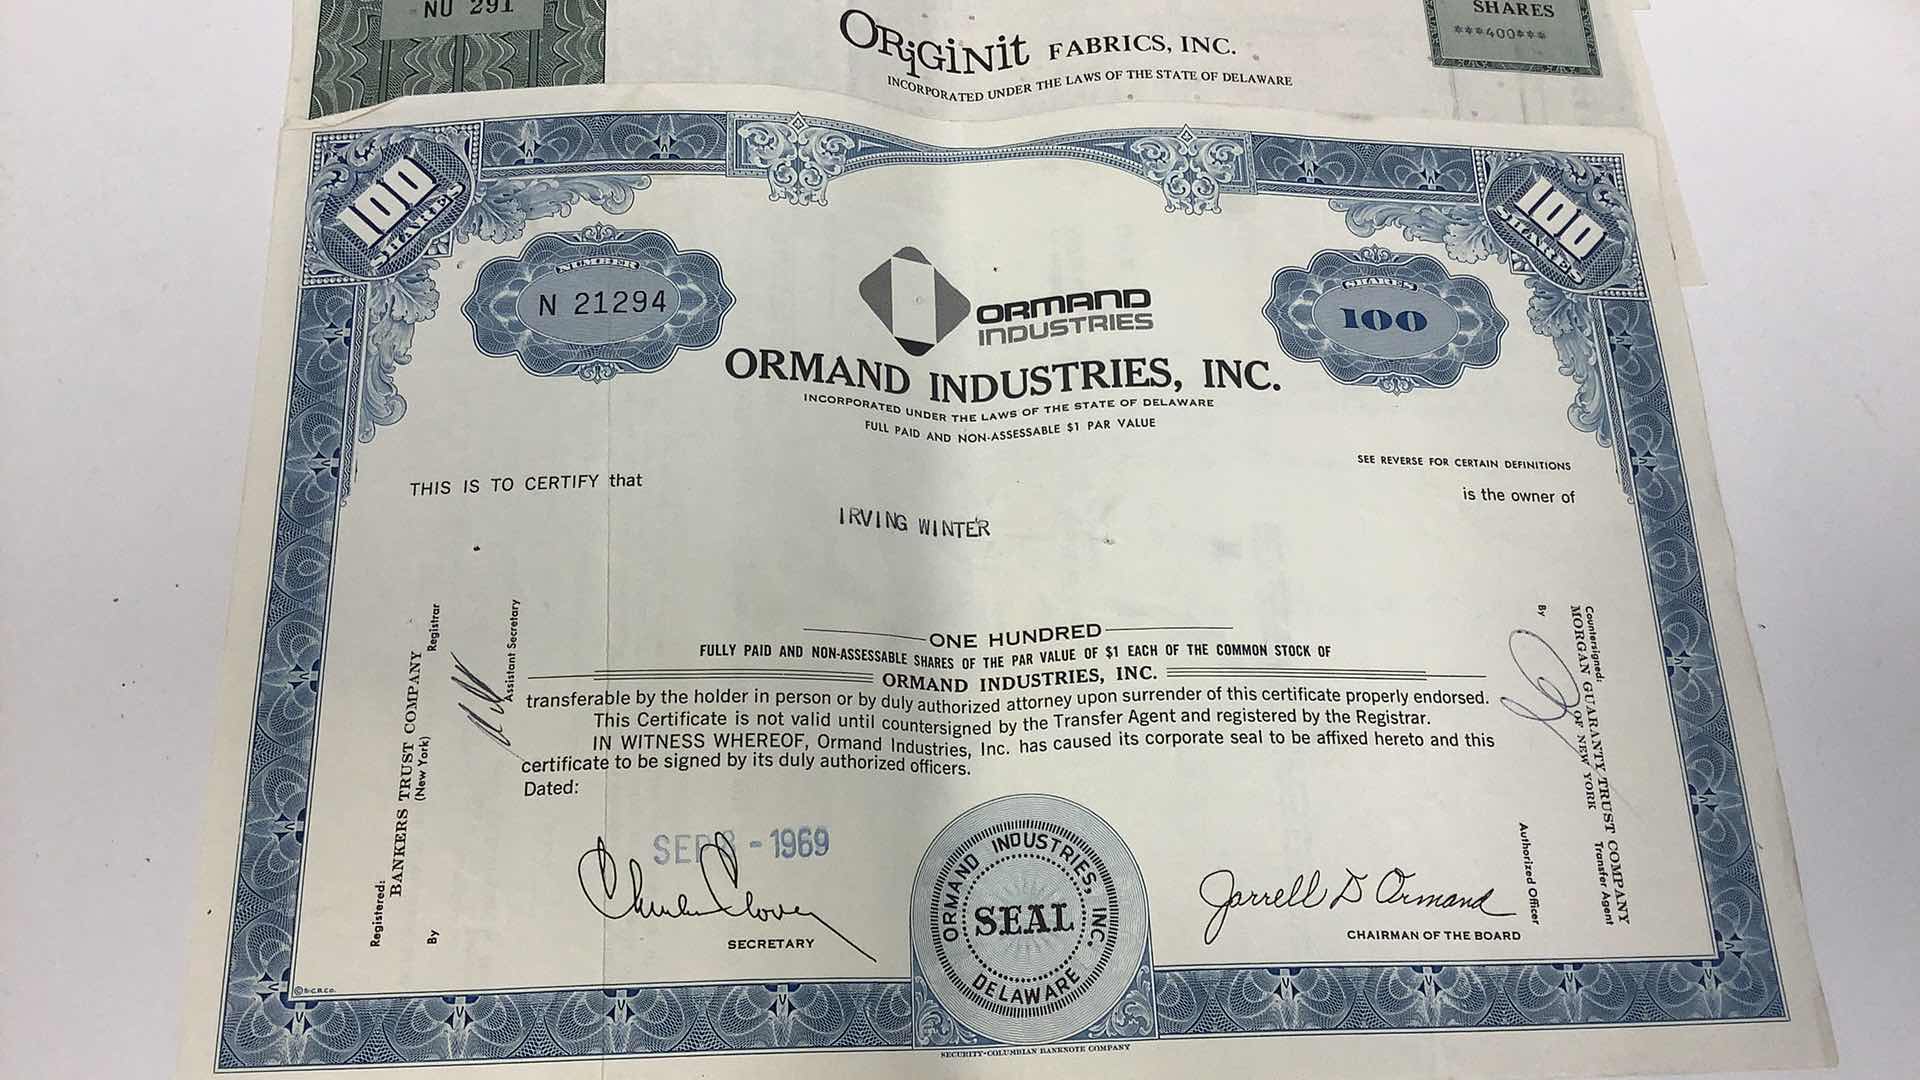 NU 291
SHARES
***400***
ORiGiNit FABRICS, INC.
INCORPORATED UNDER THE LAWS OF THE STATE OF DELAWARE
100
SHARES
100
SHARES
NUMBER
N 21294
SHARES
100
ORMAND
INDUSTRIES
ORMAND INDUSTRIES, INC.
INCORPORATED UNDER THE LAWS OF THE STATE OF DELAWARE
FULL PAID AND NON-ASSESSABLE $1 PAR VALUE
SEE REVERSE FOR CERTAIN DEFINITIONS
THIS IS TO CERTIFY that
is the owner of
IRVING WINTER
ONE HUNDRED
FULLY PAID AND NON-ASSESSABLE SHARES OF THE PAR VALUE OF $1 EACH OF THE COMMON STOCK OF
ORMAND INDUSTRIES, INC.
transferable by the holder in person or by duly authorized attorney upon surrender of this certificate properly endorsed.
This Certificate is not valid until countersigned by the Transfer Agent and registered by the Registrar.
IN WITNESS WHEREOF, Ormand Industries, Inc. has caused its corporate seal to be affixed hereto and this
certificate to be signed by its duly authorized officers.
Dated:
SEP 8 - 1969
SECRETARY
Jarrell D Ormand
CHAIRMAN OF THE BOARD
ORMAND INDUSTRIES, INC.
SEAL
DELAWARE
Registered:
BANKERS TRUST COMPANY
(New York)
Registrar
By
Assistant Secretary
Countersigned:
MORGAN GUARANTY TRUST COMPANY
OF NEW YORK
Transfer Agent
By
Authorized Officer
©S-C.B.CO.
SECURITY-COLUMBIAN BANKNOTE COMPANY